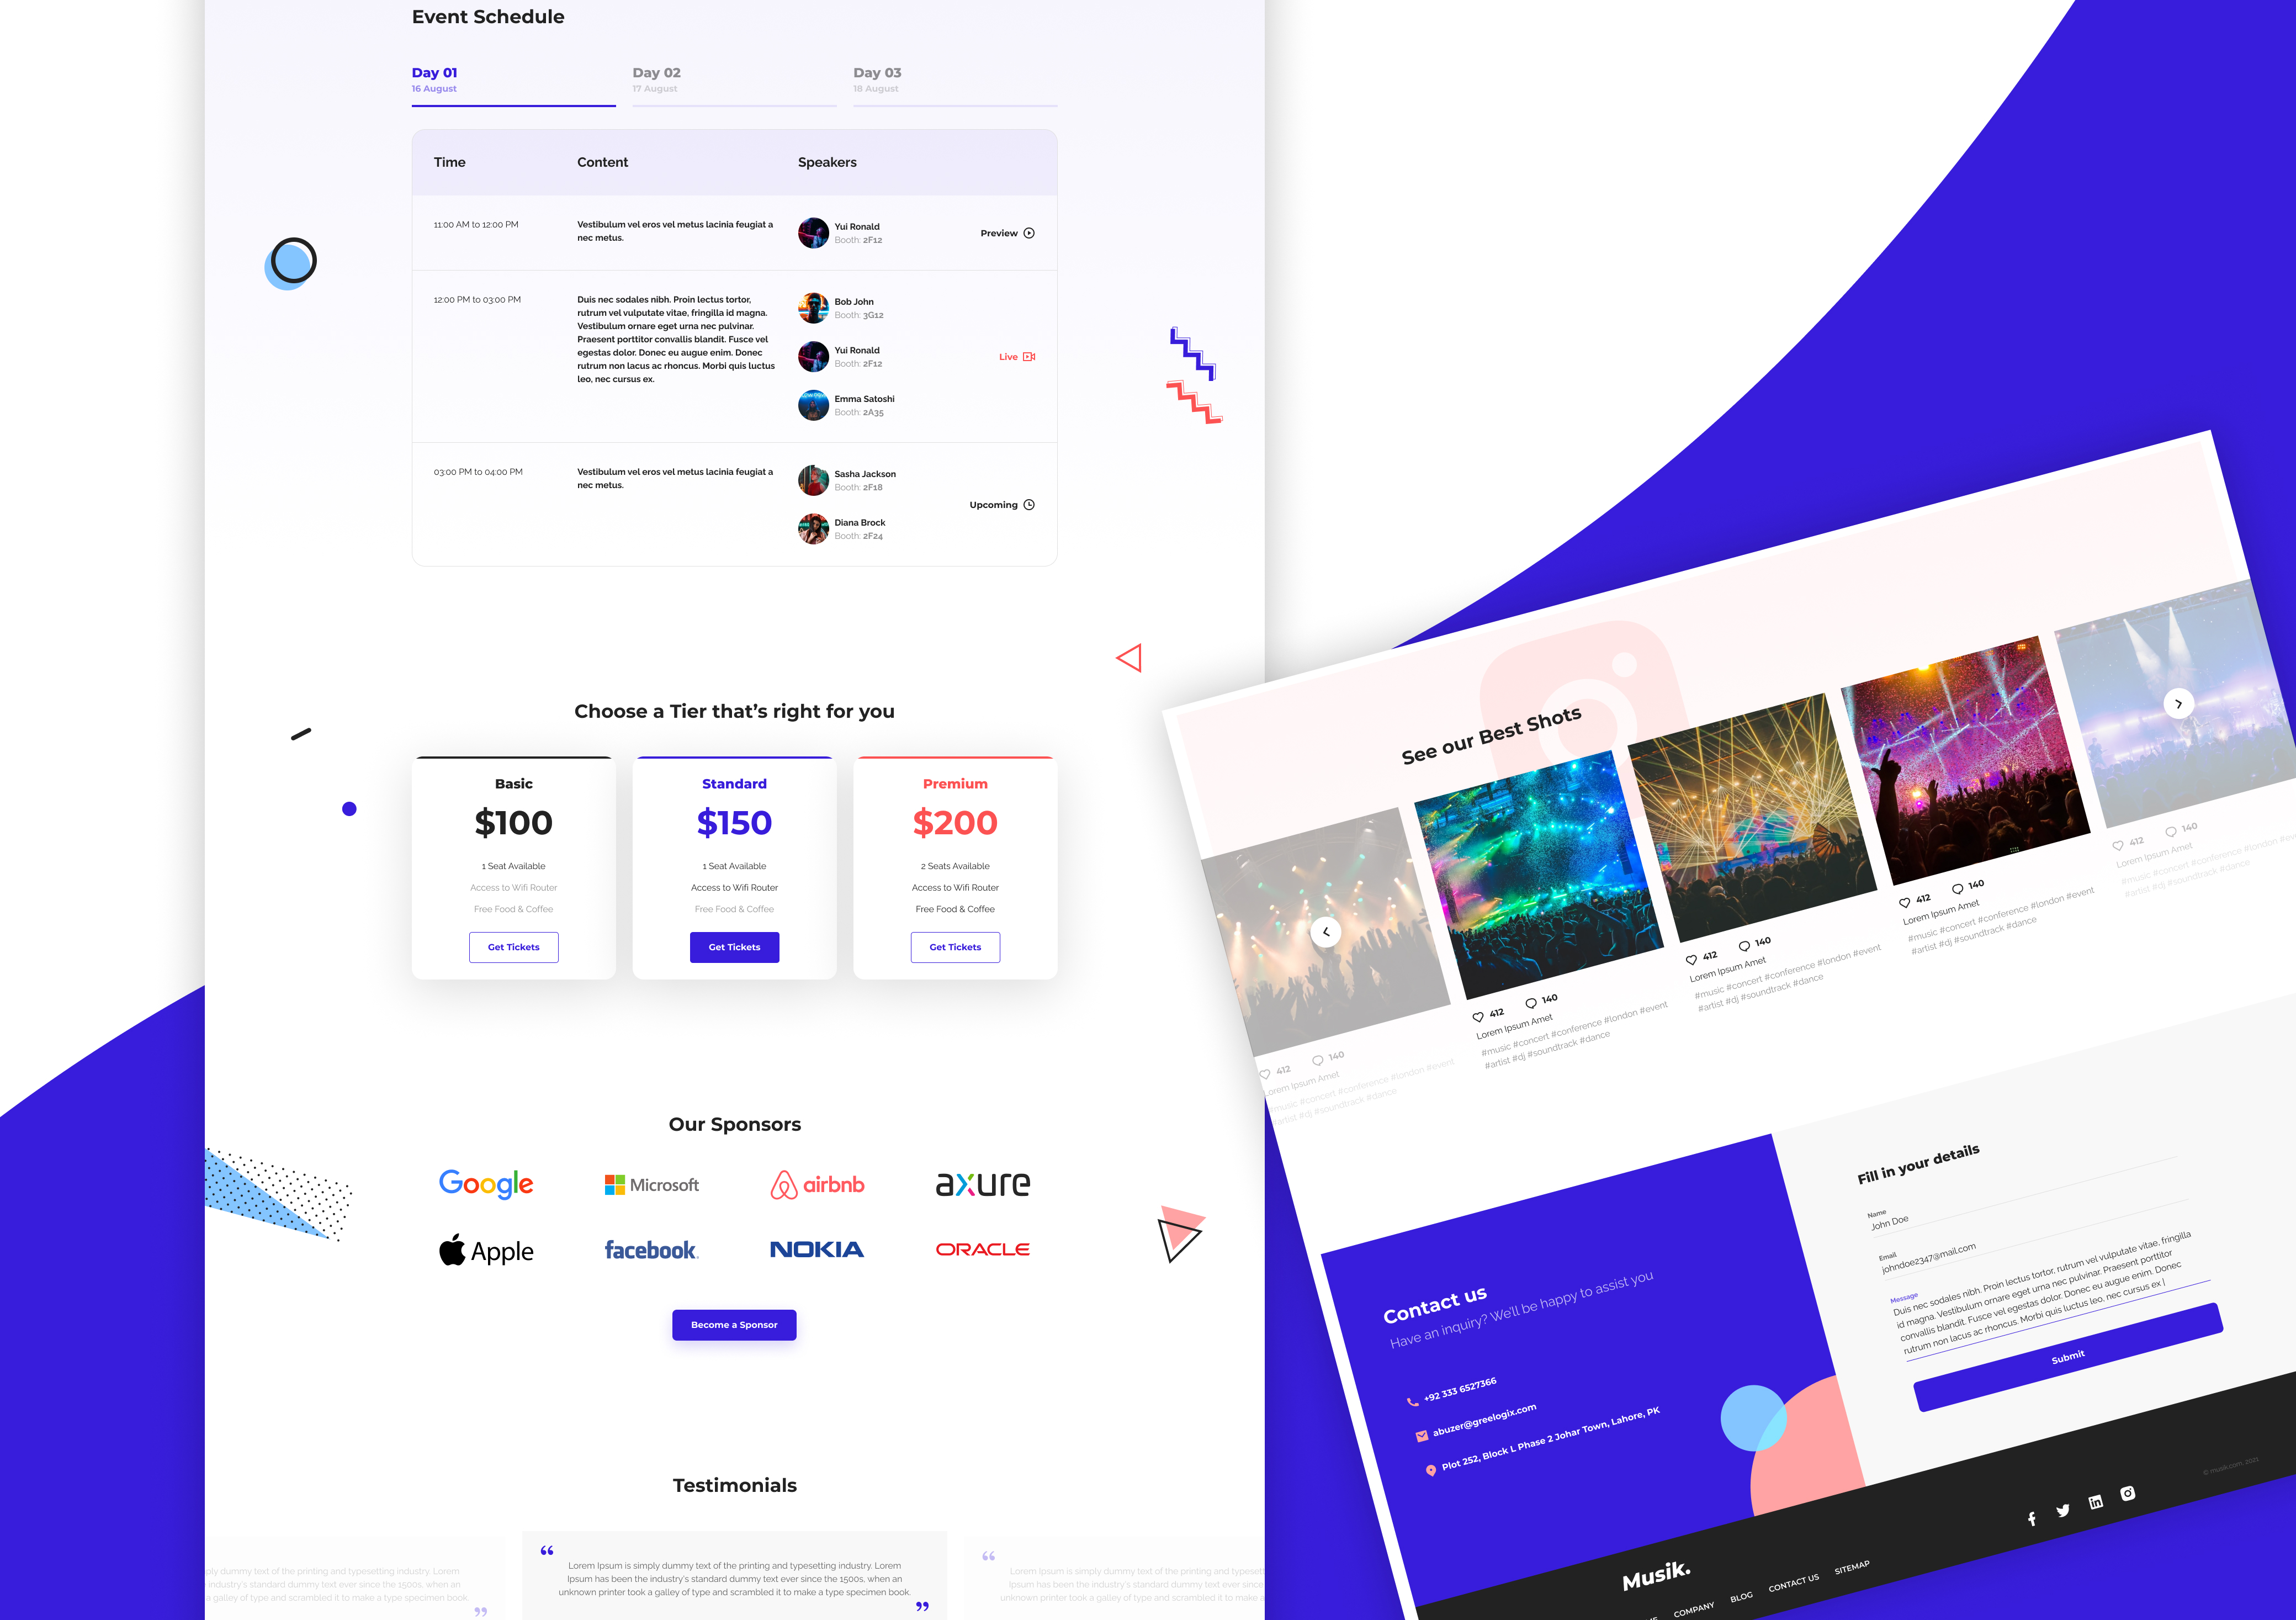 Event Schedule
Day 01
16 August
Day 02
17 August
Day 03
18 August
Time
Content
Speakers
11:00 AM to 12:00 PM
Vestibulum vel eros vel metus lacinia feugiat a
nec metus.
Yui Ronald
Booth: 2F12
Preview
12:00 PM to 03:00 PM
Duis nec sodales nibh. Proin lectus tortor,
rutrum vel vulputate vitae, fringilla id magna.
Vestibulum ornare eget urna nec pulvinar.
Praesent porttitor convallis blandit. Fusce vel
egestas dolor. Donec eu augue enim. Donec
rutrum non lacus ac rhoncus. Morbi quis luctus
leo, nec cursus ex.
Bob John
Booth: 3G12
Yui Ronald
Booth: 2F12
Emma Satoshi
Booth: 2A35
Live
03:00 PM to 04:00 PM
Vestibulum vel eros vel metus lacinia feugiat a
nec metus.
Sasha Jackson
Booth: 2F18
Diana Brock
Booth: 2F24
Upcoming
Choose a Tier that’s right for you
Basic
$100
1 Seat Available
Access to Wifi Router
Free Food & Coffee
Get Tickets
Standard
$150
1 Seat Available
Access to Wifi Router
Free Food & Coffee
Get Tickets
Premium
$200
2 Seats Available
Access to Wifi Router
Free Food & Coffee
Get Tickets
Our Sponsors
Google
Microsoft
airbnb
axure
Apple
facebook
NOKIA
ORACLE
Become a Sponsor
Testimonials
“
dummy text of the printing and typesetting industry. Lorem
industry’s standard dummy text ever since the 1500s, when an
a galley of type and scrambled it to make a type specimen book.
”
“
Lorem Ipsum is simply dummy text of the printing and typesetting industry. Lorem
Ipsum has been the industry’s standard dummy text ever since the 1500s, when an
unknown printer took a galley of type and scrambled it to make a type specimen book.
”
“
Lorem Ipsum is simply dummy text of the printing and
Ipsum has been the industry’s standard dummy text ever since
unknown printer took a galley of type and scrambled it to make a
See our Best Shots
412 140
Lorem Ipsum Amet
#music #concert #conference #london #event
#artist #dj #soundtrack #dance
412 140
Lorem Ipsum Amet
#music #concert #conference #london #event
#artist #dj #soundtrack #dance
412 140
Lorem Ipsum Amet
#music #concert #conference #london #event
#artist #dj #soundtrack #dance
412 140
Lorem Ipsum Amet
#music #concert #conference #london #event
#artist #dj #soundtrack #dance
412 140
Lorem Ipsum Amet
#music #concert #conference #london
#artist #dj #soundtrack #dance
Contact us
Have an inquiry? We’ll be happy to assist you
+92 333 6527366
abuzer@greelogix.com
Plot 252, Block L Phase 2 Johar Town, Lahore, PK
Fill in your details
Name
John Doe
Email
johndoe2347@mail.com
Message
Duis nec sodales nibh. Proin lectus tortor, rutrum vel vulputate vitae, fringilla
id magna. Vestibulum ornare eget urna nec pulvinar. Praesent porttitor
convallis blandit. Fusce vel egestas dolor. Donec eu augue enim. Donec
rutrum non lacus ac rhoncus. Morbi quis luctus leo, nec cursus ex |
Submit
Musik.
COMPANY
BLOG
CONTACT US
SITEMAP
© musik.com, 2021